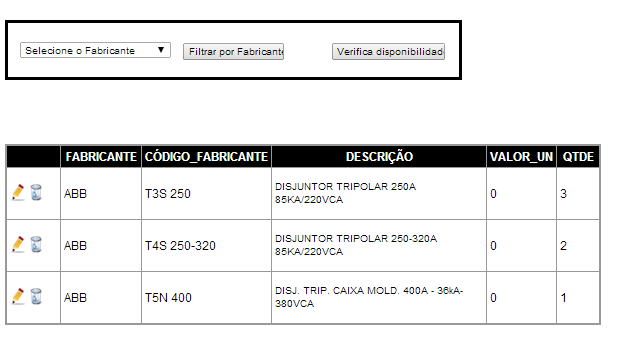 Selecione o Fabricante Filtrar por Fabricante Verifica disponibilidad
FABRICANTE CÓDIGO_FABRICANTE DESCRIÇÃO VALOR_UN QTDE
ABB T3S 250 DISJUNTOR TRIPOLAR 250A 85KA/220VCA 0 3
ABB T4S 250-320 DISJUNTOR TRIPOLAR 250-320A 85KA/220VCA 0 2
ABB T5N 400 DISJ. TRIP. CAIXA MOLD. 400A - 36kA-380VCA 0 1